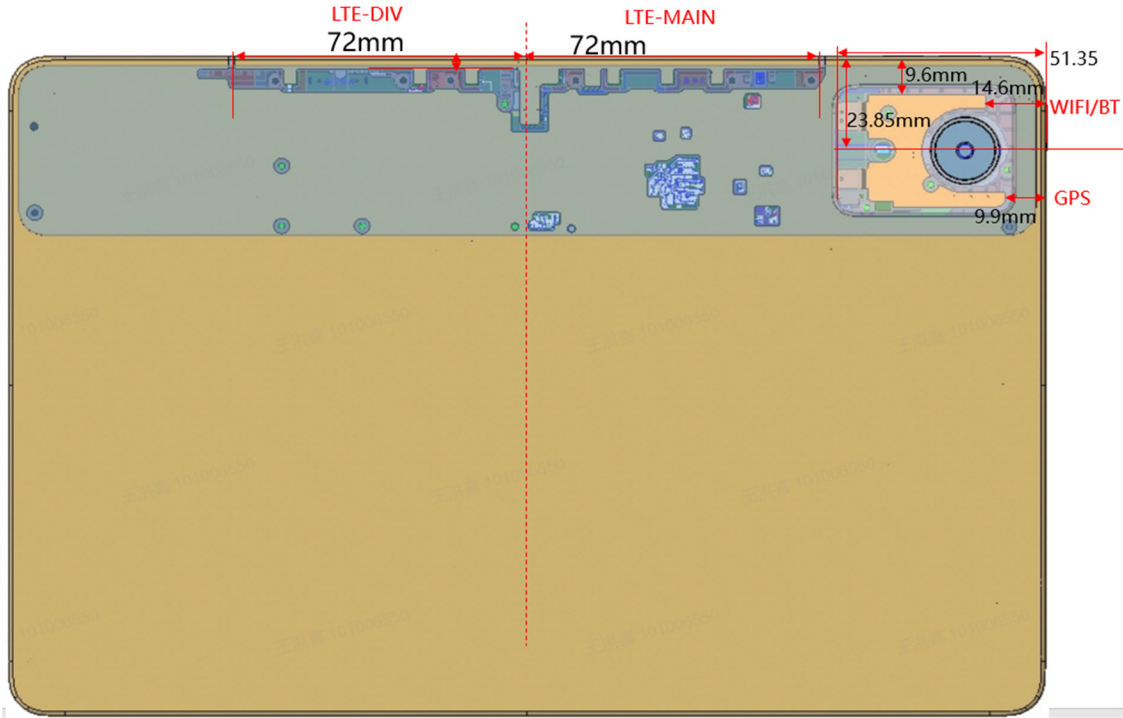 LTE-DIV
LTE-MAIN
72mm
72mm
51.35
9.6mm
14.6mm
WIFI/BT
23.85mm
GPS
9.9mm